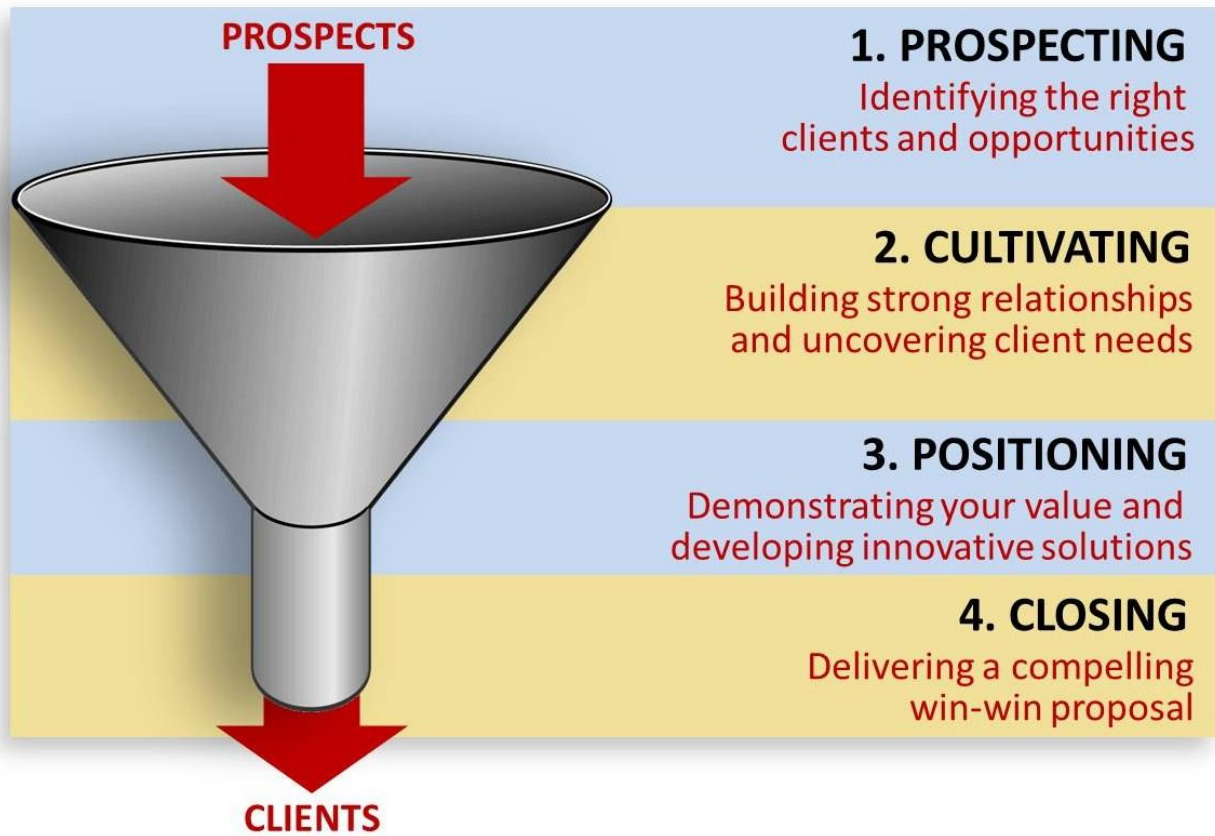 PROSPECTS
1. PROSPECTING
Identifying the right
clients and opportunities
2. CULTIVATING
Building strong relationships
and uncovering client needs
3. POSITIONING
Demonstrating your value and
developing innovative solutions
4. CLOSING
Delivering a compelling
win-win proposal
CLIENTS